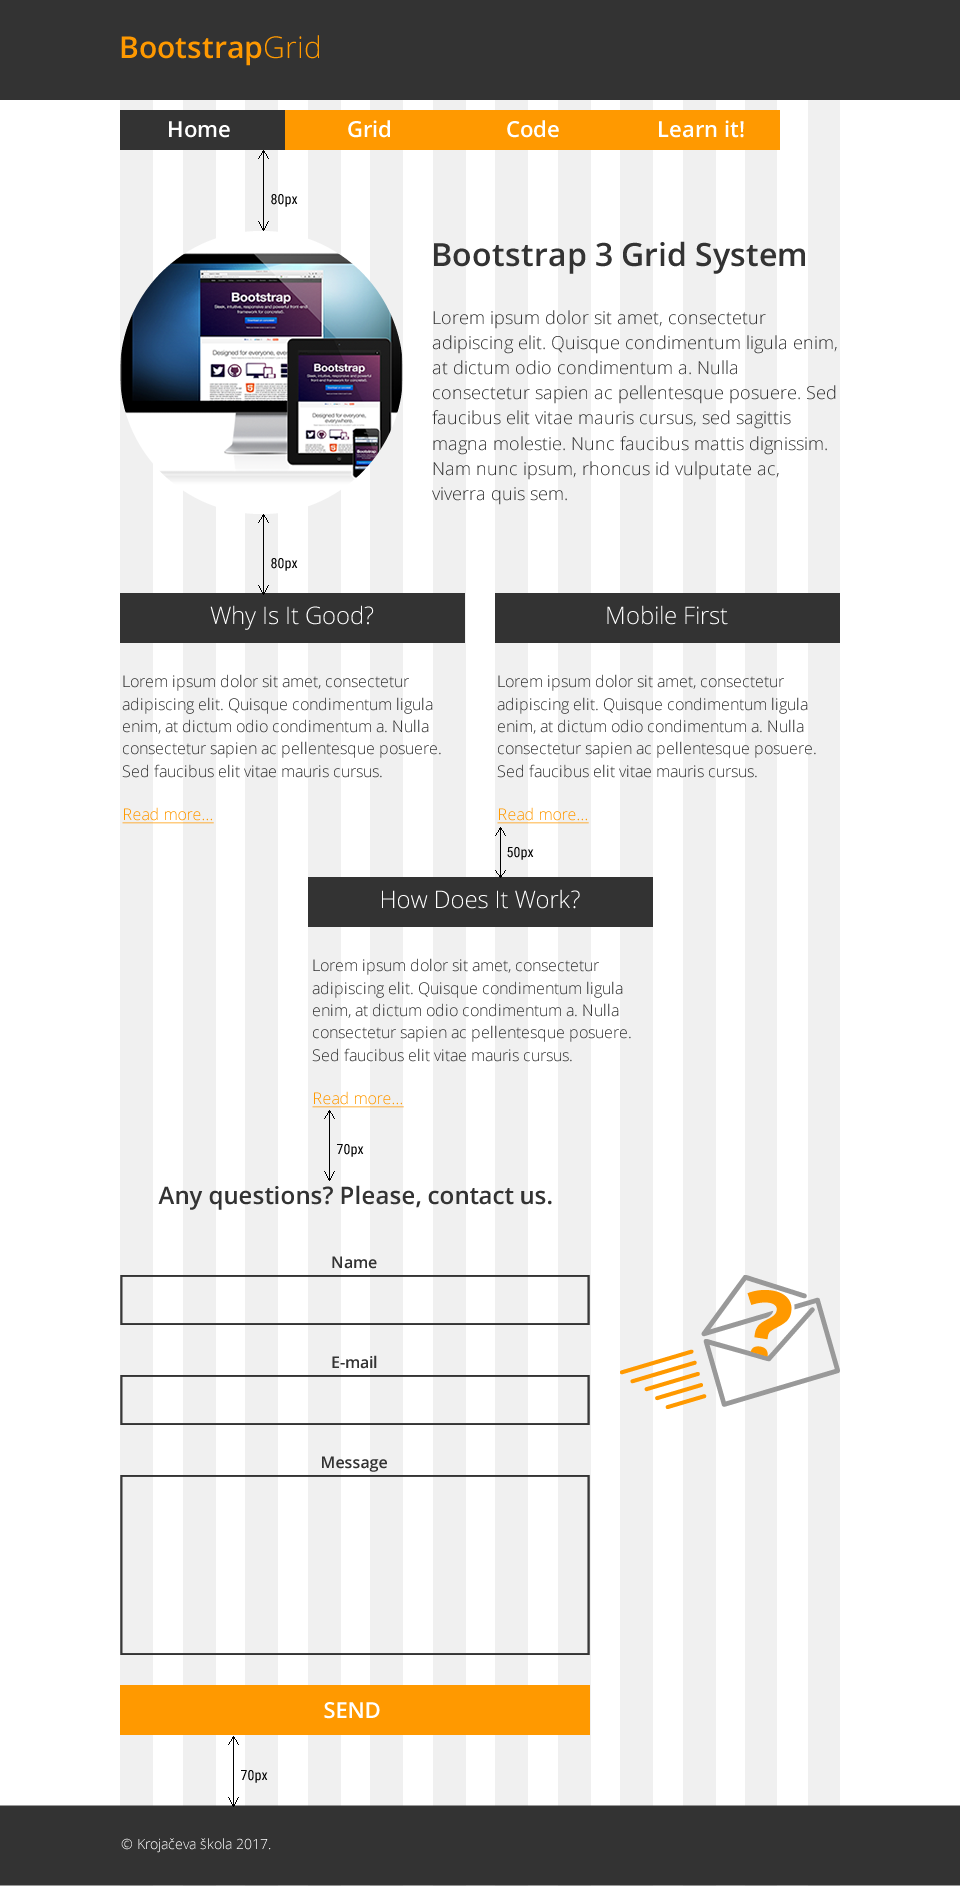 BootstrapGrid
Home Grid Code Learn it!
80px
Bootstrap
Designed for everyone, everywhere.
Bootstrap
Designed for everyone,
everywhere.
Bootstrap
Bootstrap 3 Grid System
Lorem ipsum dolor sit amet, consectetur
adipiscing elit. Quisque condimentum ligula enim,
at dictum odio condimentum a. Nulla
consectetur sapien ac pellentesque posuere. Sed
faucibus elit vitae mauris cursus, sed sagittis
magna molestie. Nunc faucibus mattis dignissim.
Nam nunc ipsum, rhoncus id vulputate ac,
viverra quis sem.
80px
Why Is It Good?
Lorem ipsum dolor sit amet, consectetur
adipiscing elit. Quisque condimentum ligula
enim, at dictum odio condimentum a. Nulla
consectetur sapien ac pellentesque posuere.
Sed faucibus elit vitae mauris cursus.
Read more...
Mobile First
Lorem ipsum dolor sit amet, consectetur
adipiscing elit. Quisque condimentum ligula
enim, at dictum odio condimentum a. Nulla
consectetur sapien ac pellentesque posuere.
Sed faucibus elit vitae mauris cursus.
Read more...
50px
How Does It Work?
Lorem ipsum dolor sit amet, consectetur
adipiscing elit. Quisque condimentum ligula
enim, at dictum odio condimentum a. Nulla
consectetur sapien ac pellentesque posuere.
Sed faucibus elit vitae mauris cursus.
Read more...
70px
Any questions? Please, contact us.
Name
E-mail
Message
?
SEND
70px
© Krojačeva škola 2017.